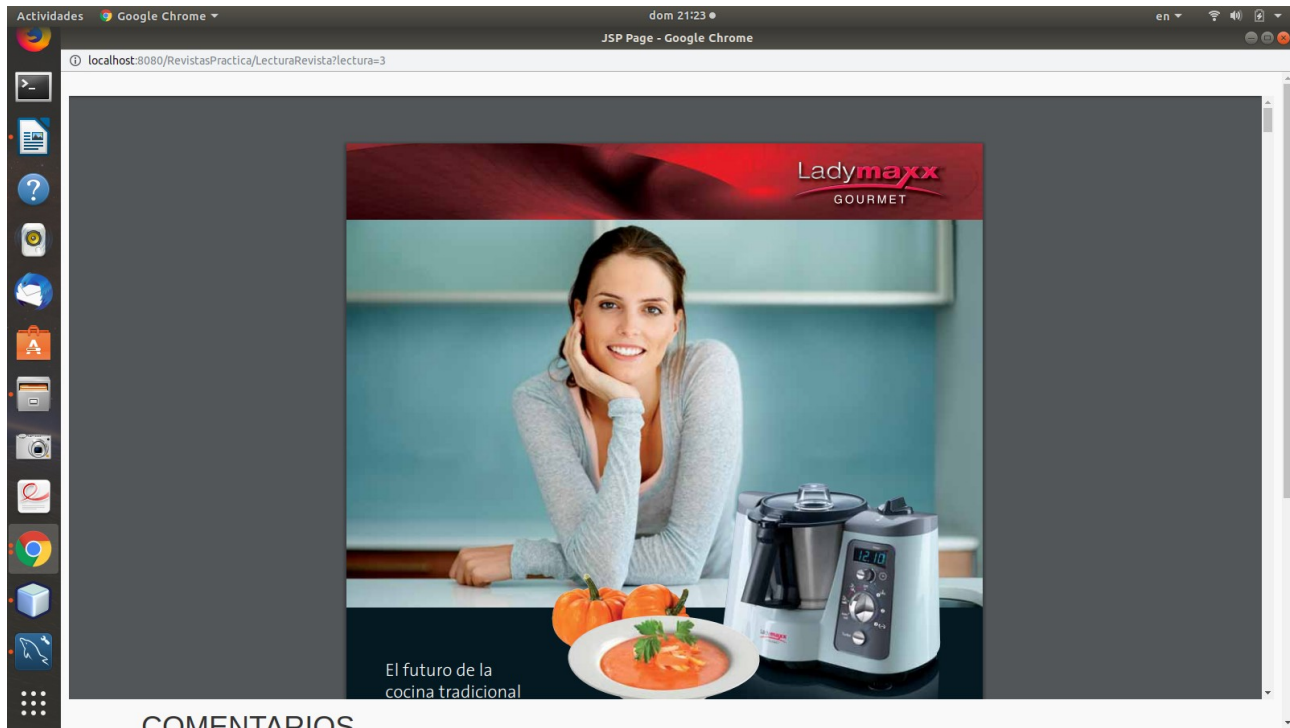 Actividades Google Chrome dom 21:23 en
JSP Page - Google Chrome
localhost:8080/RevistasPractica/LecturaRevista?lectura=3
Ladymaxx
GOURMET
12:10
Ladymaxx
El futuro de la
cocina tradicional
COMENTARIOS